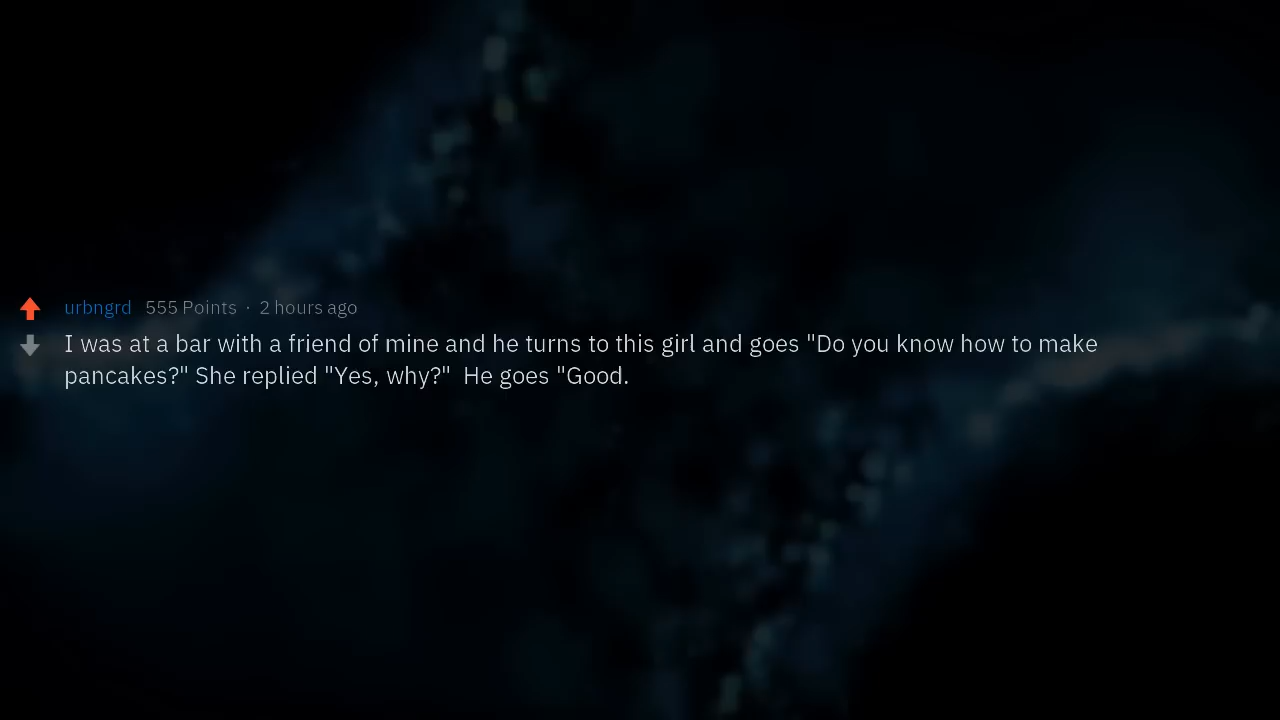 urbngrd 555 Points · 2 hours ago
I was at a bar with a friend of mine and he turns to this girl and goes "Do you know how to make
pancakes?" She replied "Yes, why?"  He goes "Good.